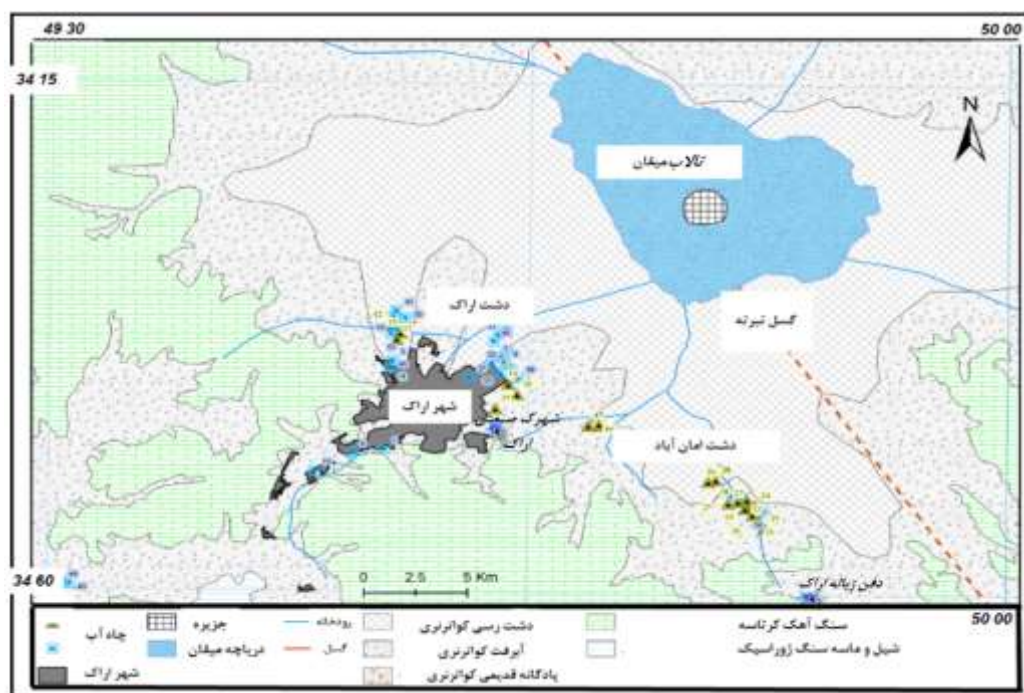 49 30
50 00
34 15
N
تالاب میقان
دشت اراک
گسل تبرته
شهر اراک
شهرک صنعتی
اراک
دشت امان آباد
دفن زباله اراک
34 60
0 2.5 5 Km
50 00
چاه آب
شهر اراک
جزیره
دریاچه میقان
رودخانه
گسل
دشت رسی کواترنری
آبرفت کواترنری
پادگانه قدیمی کواترنری
سنگ آهک کرتاسه
شیل و ماسه سنگ ژوراسیک